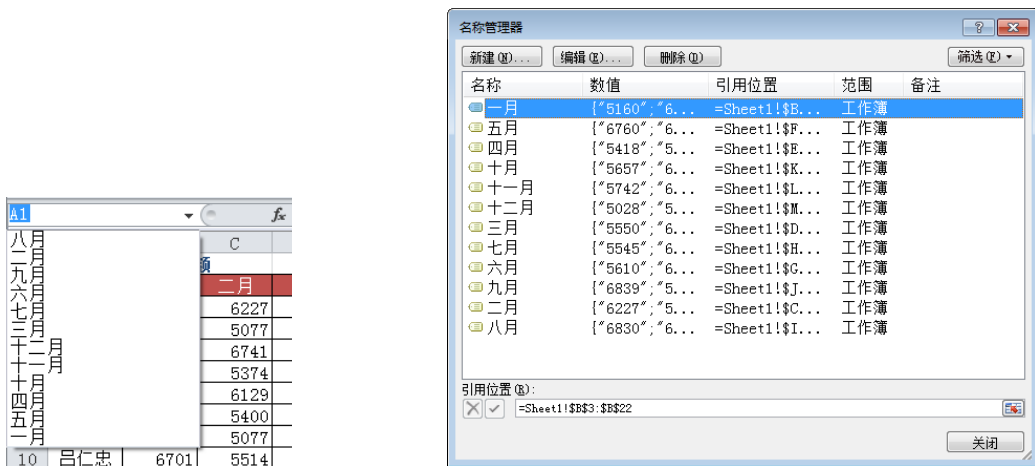 A1
fx
八月
二月
九月
六月
七月
三月
十二月
十一月
十月
四月
五月
一月
C
额
二月
6227
5077
6741
5374
6129
5400
5077
10 吕仁忠 6701 5514
名称管理器
新建(N)... 编辑(E)... 删除(D) 筛选(F)
名称 数值 引用位置 范围 备注
一月 {"5160";"6... =Sheet1!$B... 工作簿
五月 {"6760";"6... =Sheet1!$F... 工作簿
四月 {"5418";"5... =Sheet1!$E... 工作簿
十月 {"5657";"6... =Sheet1!$K... 工作簿
十一月 {"5742";"6... =Sheet1!$L... 工作簿
十二月 {"5028";"5... =Sheet1!$M... 工作簿
三月 {"5550";"6... =Sheet1!$D... 工作簿
七月 {"5545";"6... =Sheet1!$H... 工作簿
六月 {"5610";"6... =Sheet1!$G... 工作簿
九月 {"6839";"5... =Sheet1!$J... 工作簿
二月 {"6227";"5... =Sheet1!$C... 工作簿
八月 {"6830";"6... =Sheet1!$I... 工作簿
引用位置(R):
=Sheet1!$B$3:$B$22
关闭